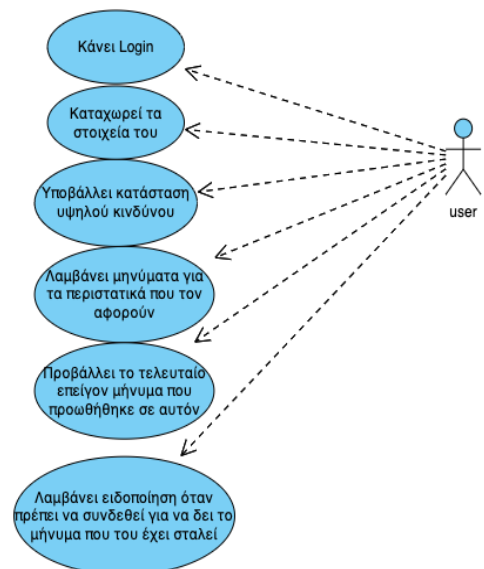 Κάνει Login
Καταχωρεί τα
στοιχεία του
Υποβάλλει κατάσταση
υψηλού κινδύνου
Λαμβάνει μηνύματα για
τα περιστατικά που τον
αφορούν
Προβάλλει το τελευταίο
επείγον μήνυμα που
προωθήθηκε σε αυτόν
Λαμβάνει ειδοποίηση όταν
πρέπει να συνδεθεί για να δει το
μήνυμα που του έχει σταλεί
user